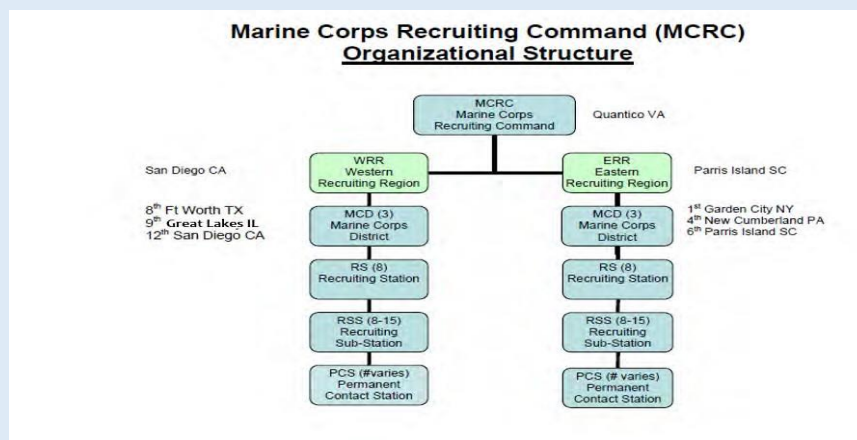 Marine Corps Recruiting Command (MCRC)
Organizational Structure
MCRC
Marine Corps
Recruiting Command
Quantico VA
San Diego CA
WRR
Western
Recruiting Region
ERR
Eastern
Recruiting Region
Parris Island SC
8th Ft Worth TX
9th Great Lakes IL
12th San Diego CA
MCD (3)
Marine Corps
District
MCD (3)
Marine Corps
District
1st Garden City NY
4th New Cumberland PA
6th Parris Island SC
RS (8)
Recruiting Station
RS (8)
Recruiting Station
RSS (8-15)
Recruiting
Sub-Station
RSS (8-15)
Recruiting
Sub-Station
PCS (#varies)
Permanent
Contact Station
PCS (# varies)
Permanent
Contact Station